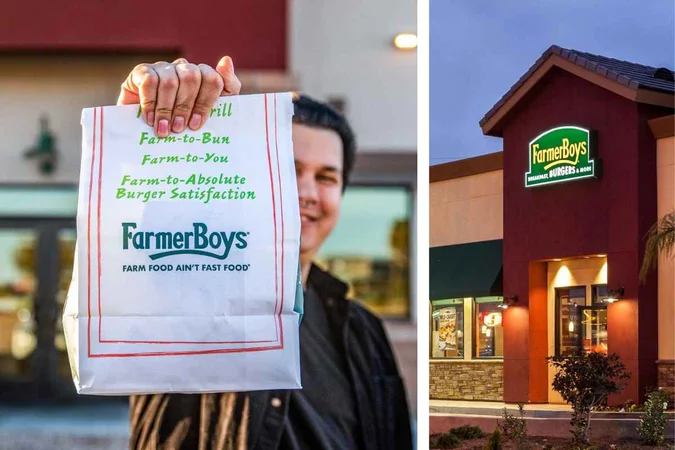 Farm-to-Bun
Farm-to-You
Farm-to-Absolute
Burger Satisfaction
FarmerBoys
FARM FOOD AIN'T FAST FOOD
FarmerBoys
BREAKFAST, BURGERS & MORE